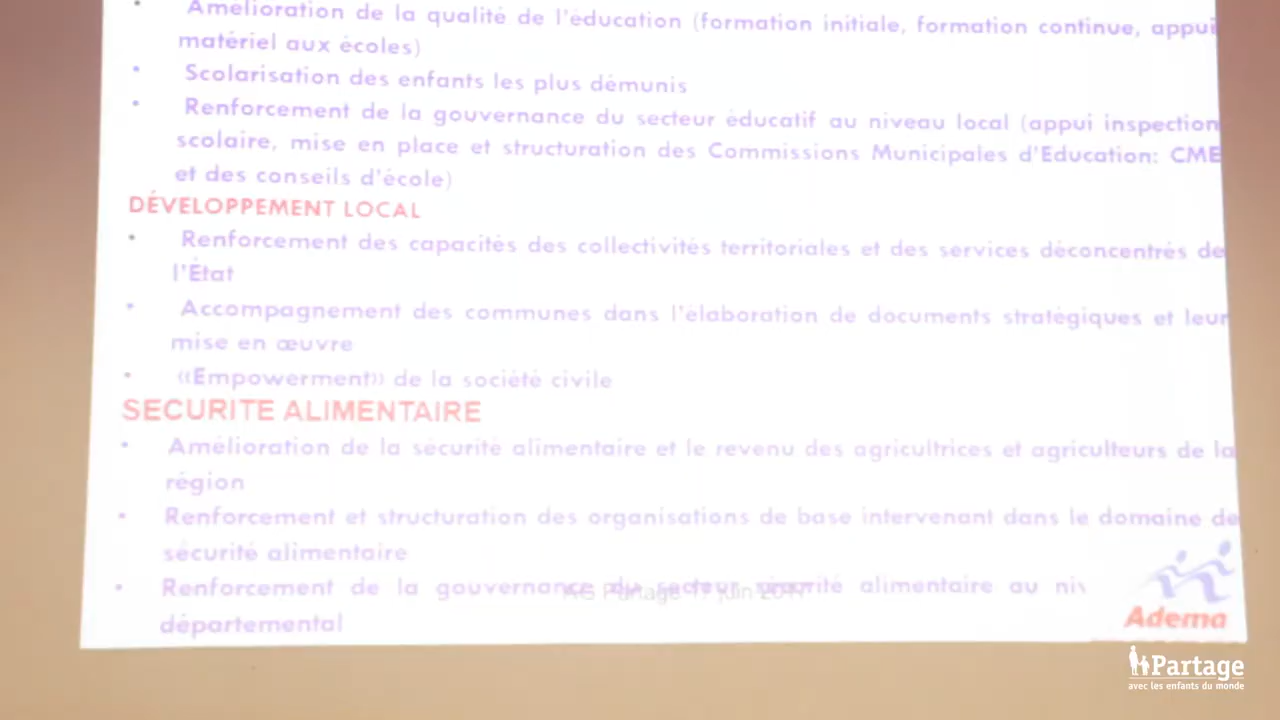 • Amélioration de la qualité de l'éducation (formation initiale, formation continue, appui
matériel aux écoles)
• Scolarisation des enfants les plus démunis
• Renforcement de la gouvernance du secteur éducatif au niveau local (appui inspection
scolaire, mise en place et structuration des Commissions Municipales d'Education: CME
et des conseils d'école)
DÉVELOPPEMENT LOCAL
• Renforcement des capacités des collectivités territoriales et des services déconcentrés de
l'État
• Accompagnement des communes dans l'élaboration de documents stratégiques et leur
mise en œuvre
• «Empowerment» de la société civile
SECURITE ALIMENTAIRE
• Amélioration de la sécurité alimentaire et le revenu des agricultrices et agriculteurs de la
région
• Renforcement et structuration des organisations de base intervenant dans le domaine de
sécurité alimentaire
• Renforcement de la gouvernance du secteur sécurité alimentaire au niv
départemental
AG Partage juin
Adema
Partage
avec les enfants du monde